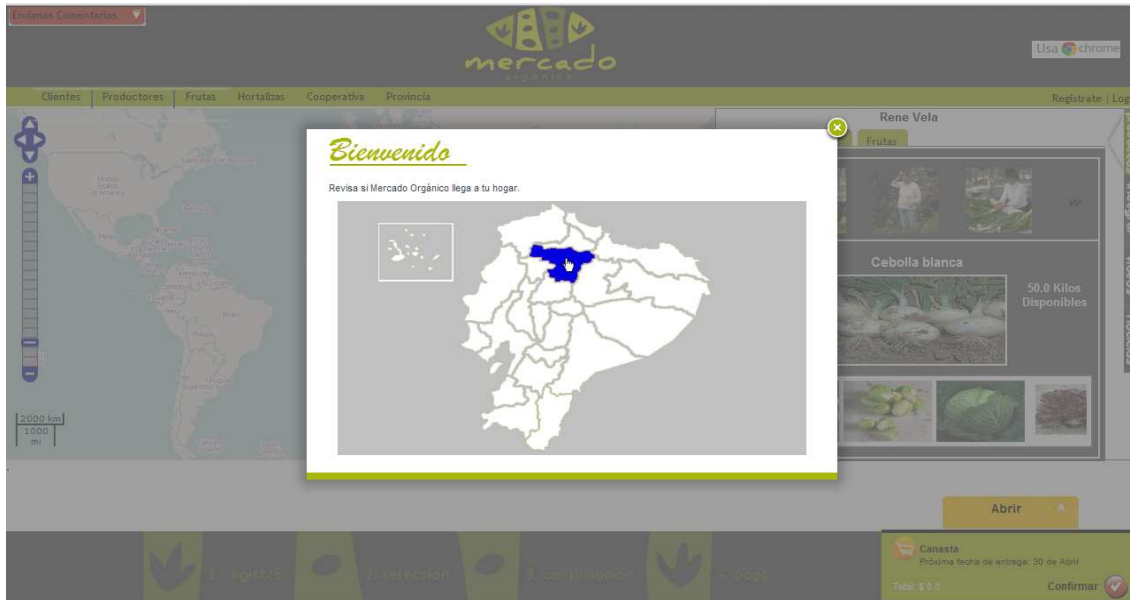 Envíanos Comentarios
mercado
orgánico
Usa chrome
Clientes Productores Frutas Hortalizas Cooperativa Provincia
Registrate | Log
Rene Vela
Frutas
Bienvenido
Revisa si Mercado Orgánico llega a tu hogar.
Cebolla blanca
50.0 Kilos
Disponibles
2000 km
1000
mi
Abrir
1. registro
2. seleccion
3. confirmacion
4. pago
Canasta
Próxima fecha de entrega: 30 de Abril
Total: $ 0.0
Confirmar